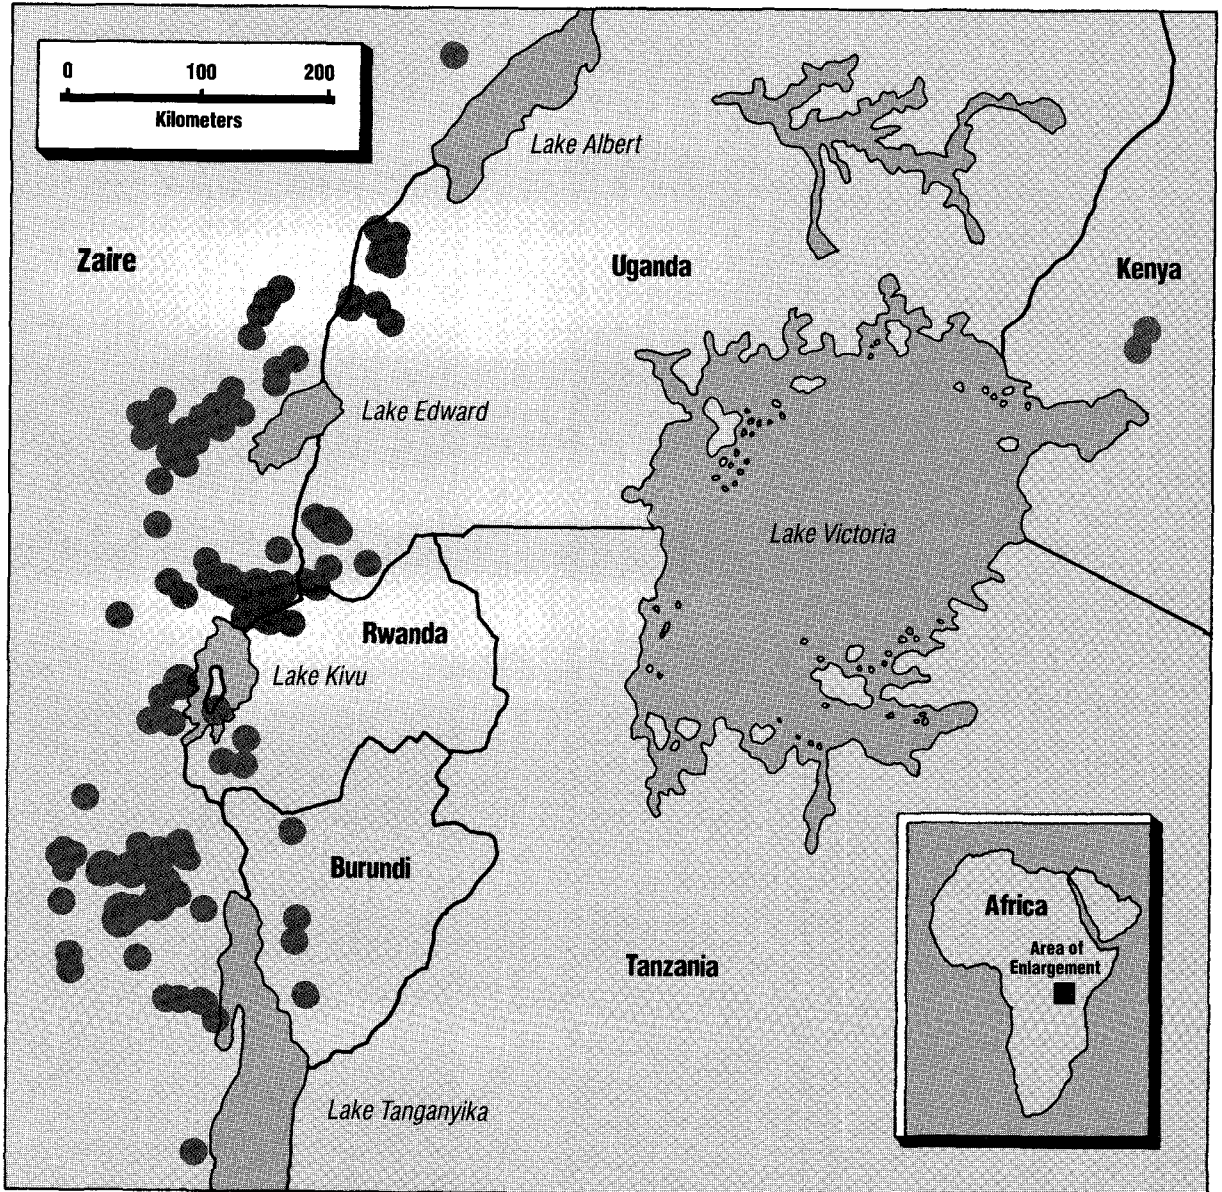 0 100 200
Kilometers
Lake Albert
Zaire
Uganda
Kenya
Lake Edward
Lake Victoria
Rwanda
Lake Kivu
Burundi
Africa
Area of
Enlargement
Tanzania
Lake Tanganyika